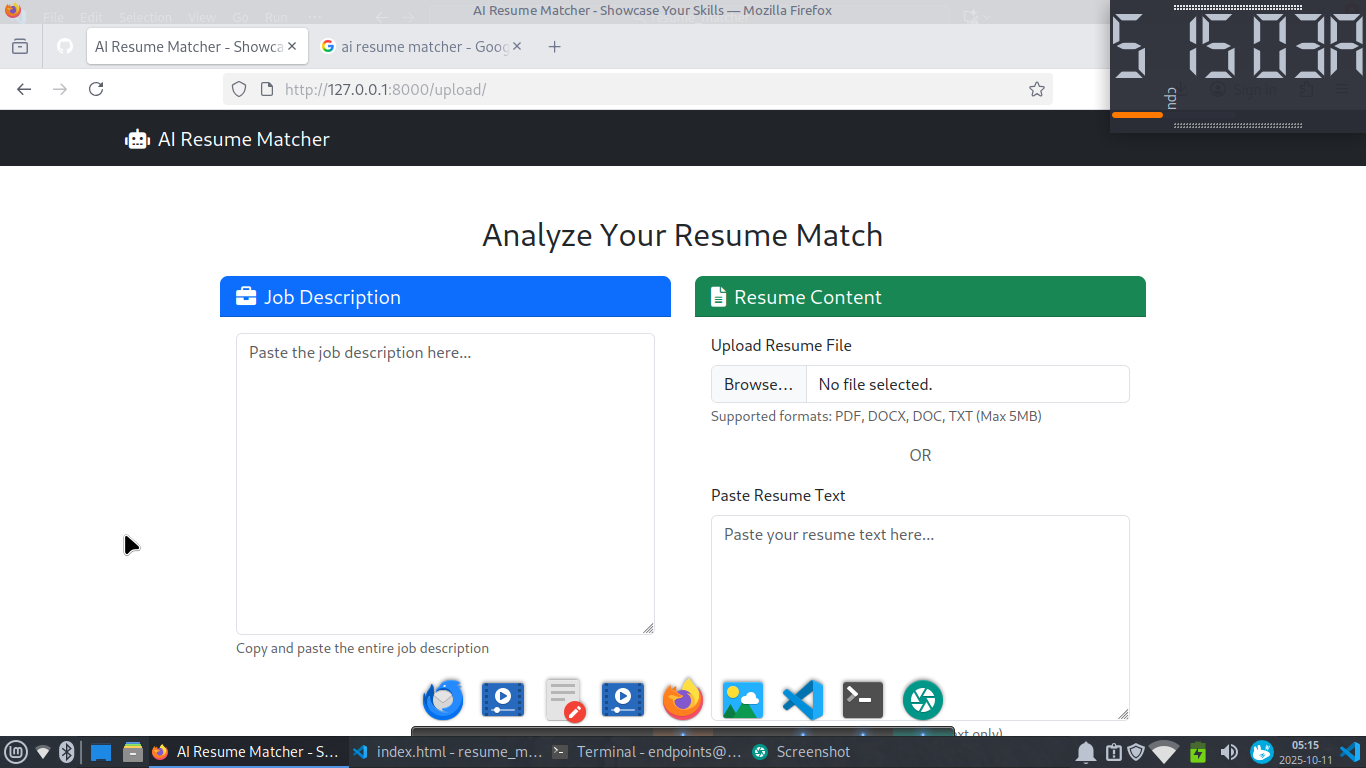 AI Resume Matcher - Showcase Your Skills — Mozilla Firefox
File Edit Selection View Go Run ...
AI Resume Matcher - Showca
ai resume matcher - Goog
http://127.0.0.1:8000/upload/
Sign in
5 15 03A
cpu
AI Resume Matcher
Analyze Your Resume Match
Job Description
Paste the job description here...
Copy and paste the entire job description
Resume Content
Upload Resume File
Browse... No file selected.
Supported formats: PDF, DOCX, DOC, TXT (Max 5MB)
OR
Paste Resume Text
Paste your resume text here...
ext only)
AI Resume Matcher - S...
index.html - resume_m...
Terminal - endpoints@...
Screenshot
05:15
2025-10-11